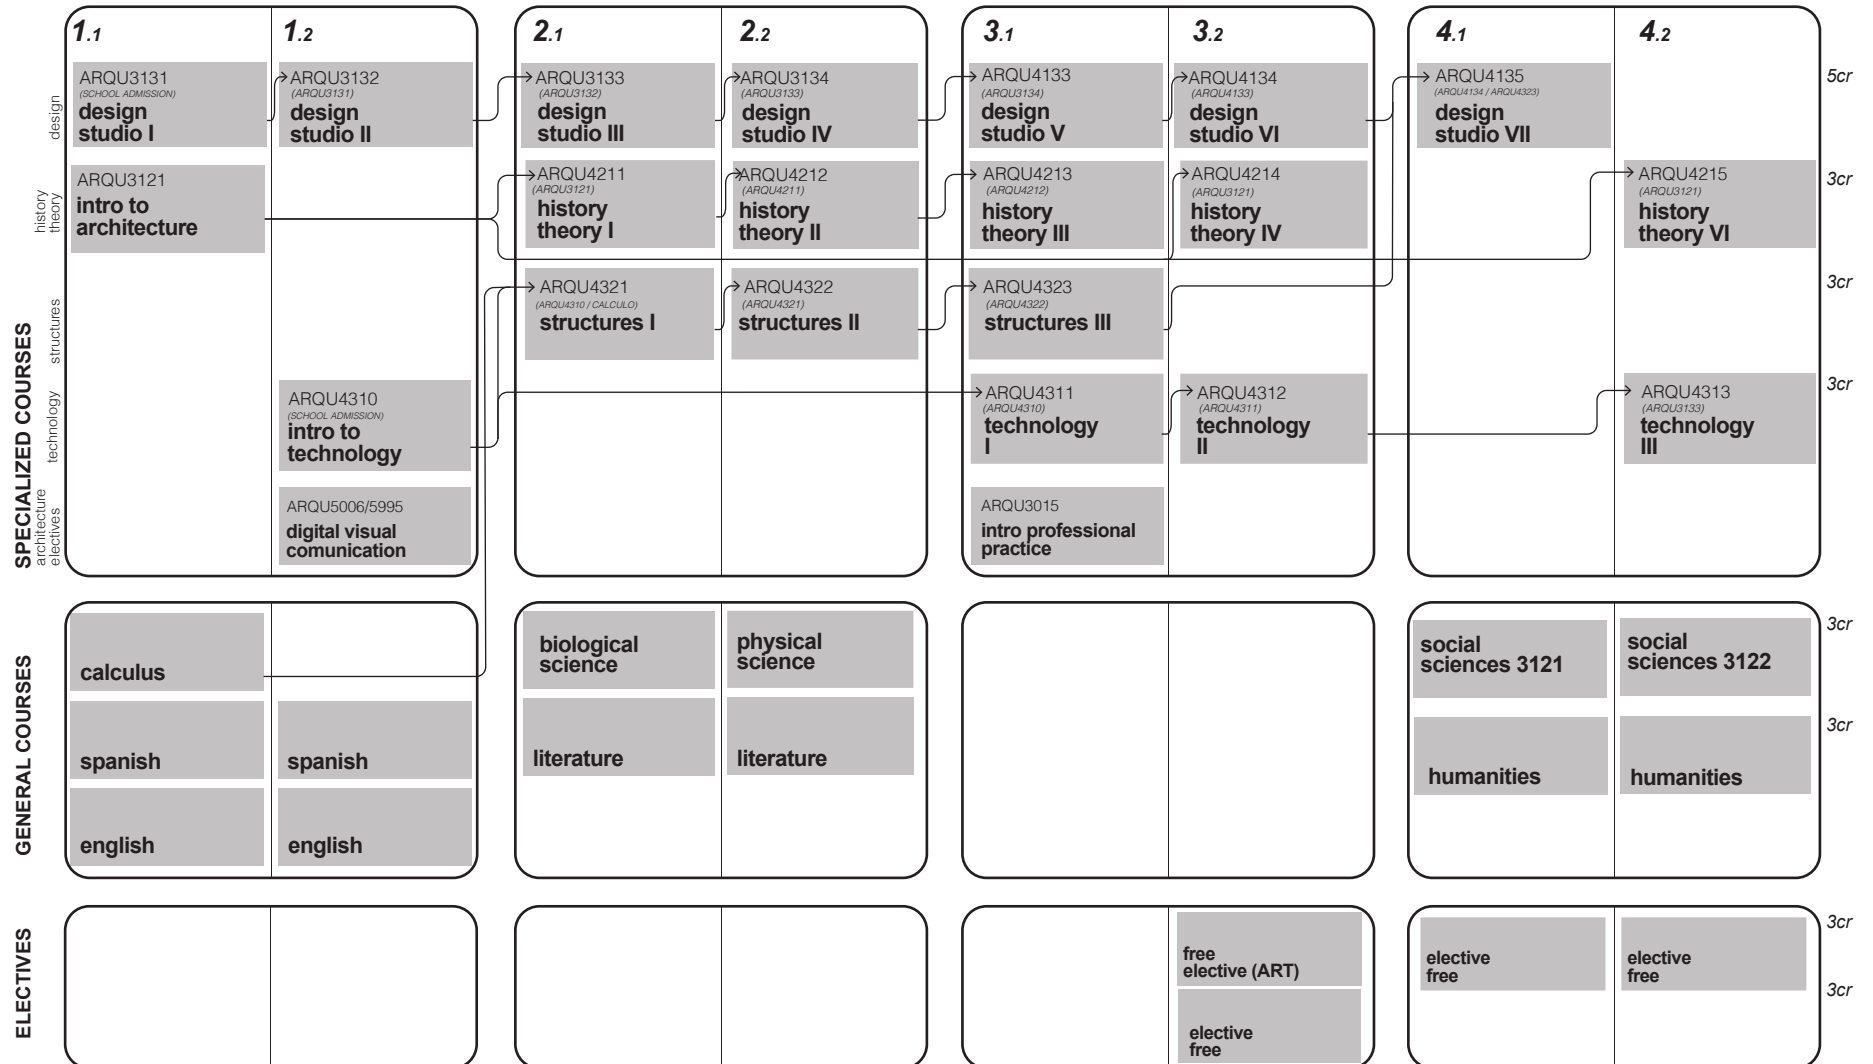 1.1
1.2
2.1
2.2
3.1
3.2
4.1
4.2
SPECIALIZED COURSES
design
ARQU3131
(SCHOOL ADMISSION)
design
studio I
ARQU3132
(ARQU3131)
design
studio II
ARQU3133
(ARQU3132)
design
studio III
ARQU3134
(ARQU3133)
design
studio IV
ARQU4133
(ARQU3134)
design
studio V
ARQU4134
(ARQU4133)
design
studio VI
ARQU4135
(ARQU4134 / ARQU4323)
design
studio VII
5cr
history
theory
ARQU3121
intro to
architecture
ARQU4211
(ARQU3121)
history
theory I
ARQU4212
(ARQU4211)
history
theory II
ARQU4213
(ARQU4212)
history
theory III
ARQU4214
(ARQU3121)
history
theory IV
ARQU4215
(ARQU3121)
history
theory VI
3cr
structures
ARQU4321
(ARQU4310 / CALCULO)
structures I
ARQU4322
(ARQU4321)
structures II
ARQU4323
(ARQU4322)
structures III
3cr
technology
ARQU4310
(SCHOOL ADMISSION)
intro to
technology
ARQU4311
(ARQU4310)
technology
I
ARQU4312
(ARQU4311)
technology
II
ARQU4313
(ARQU3133)
technology
III
3cr
architecture
electives
ARQU5006/5995
digital visual
comunication
ARQU3015
intro professional
practice
GENERAL COURSES
calculus
biological
science
physical
science
social
sciences 3121
social
sciences 3122
3cr
spanish
spanish
literature
literature
humanities
humanities
3cr
english
english
ELECTIVES
free
elective (ART)
elective
free
elective
free
3cr
elective
free
3cr